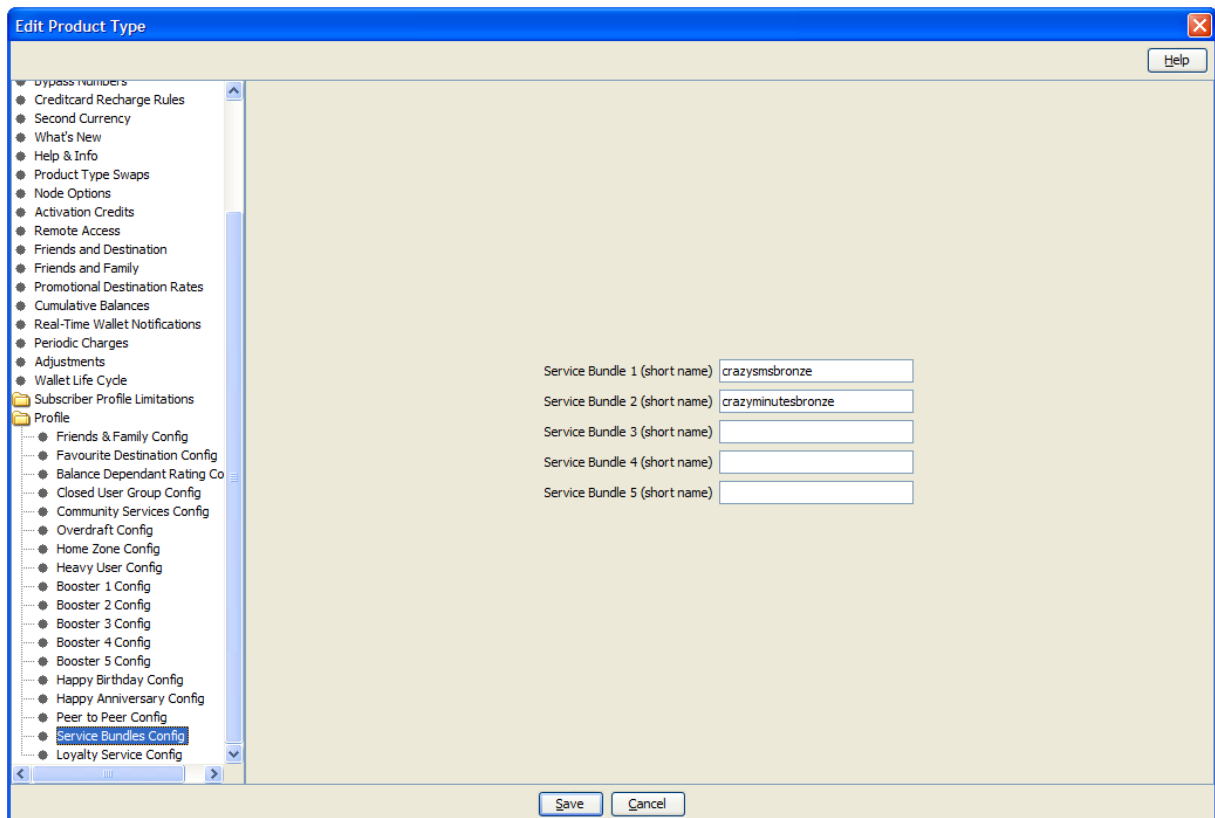 Edit Product Type
Help
Bypass Numbers
Creditcard Recharge Rules
Second Currency
What's New
Help & Info
Product Type Swaps
Node Options
Activation Credits
Remote Access
Friends and Destination
Friends and Family
Promotional Destination Rates
Cumulative Balances
Real-Time Wallet Notifications
Periodic Charges
Adjustments
Wallet Life Cycle
Subscriber Profile Limitations
Profile
Friends & Family Config
Favourite Destination Config
Balance Dependant Rating Co
Closed User Group Config
Community Services Config
Overdraft Config
Home Zone Config
Heavy User Config
Booster 1 Config
Booster 2 Config
Booster 3 Config
Booster 4 Config
Booster 5 Config
Happy Birthday Config
Happy Anniversary Config
Peer to Peer Config
Service Bundles Config
Loyalty Service Config
Service Bundle 1 (short name) crazysmsbronze
Service Bundle 2 (short name) crazyminutesbronze
Service Bundle 3 (short name)
Service Bundle 4 (short name)
Service Bundle 5 (short name)
Save Cancel